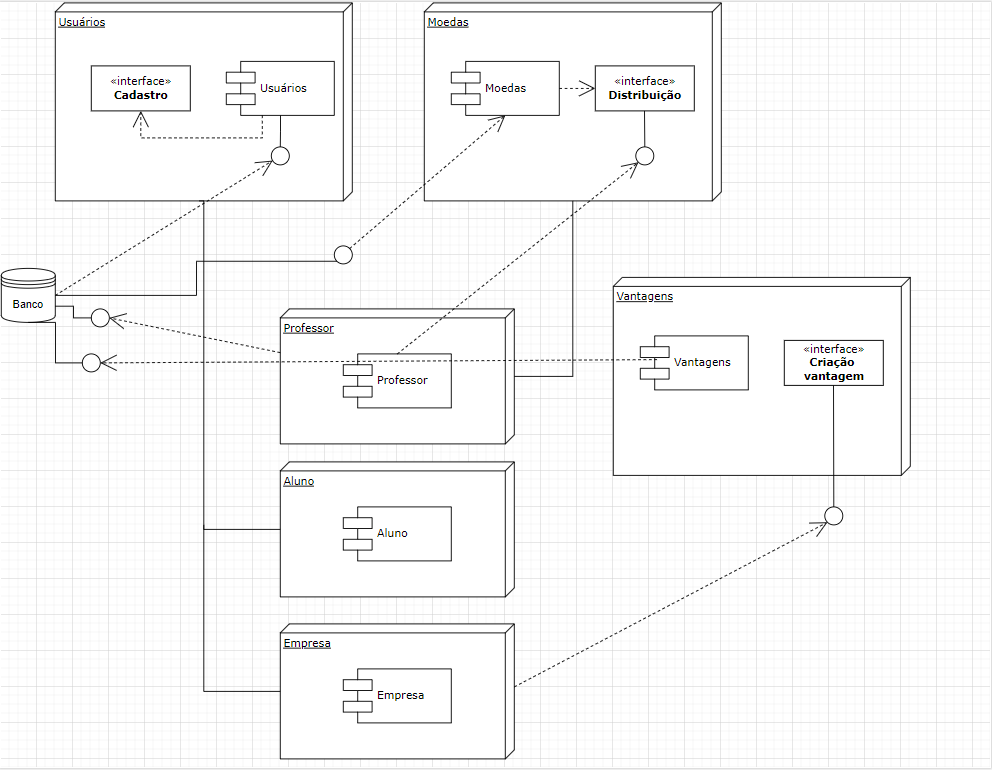 Usuários
«interface»
Cadastro
Usuários
Moedas
Moedas
«interface»
Distribuição
Banco
Professor
Professor
Vantagens
Vantagens
«interface»
Criação
vantagem
Aluno
Aluno
Empresa
Empresa